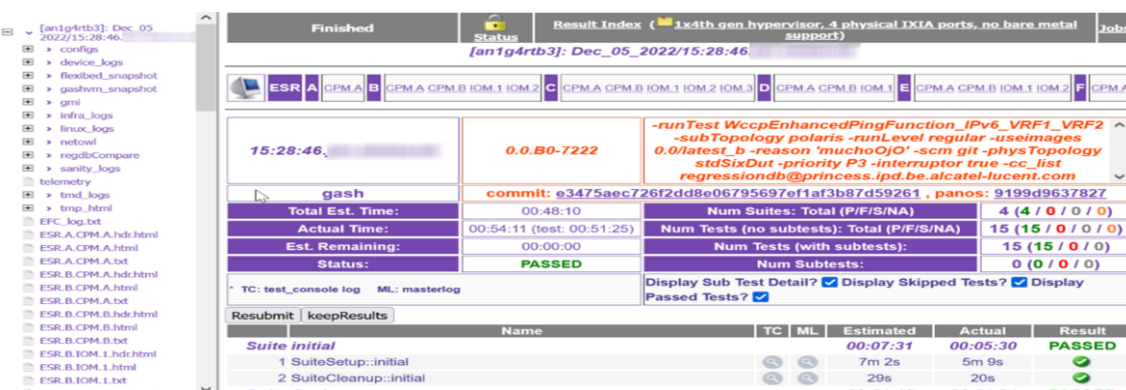 [an1g4rtb3]: Dec_05_2022/15:28:46.
configs
device_logs
flexibed_snapshot
gashvm_snapshot
gmi
infra_logs
linux_logs
netowl
regdbCompare
sanity_logs
telemetry
tmd_logs
tmp_html
EFC_log.txt
ESR.A.CPM.A.hdr.html
ESR.A.CPM.A.html
ESR.A.CPM.A.txt
ESR.B.CPM.A.hdr.html
ESR.B.CPM.A.html
ESR.B.CPM.A.txt
ESR.B.CPM.B.hdr.html
ESR.B.CPM.B.html
ESR.B.CPM.B.txt
ESR.B.IOM.1.hdr.html
ESR.B.IOM.1.html
ESR.B.IOM.1.txt
Finished
Status
Result Index ( 1x4th gen hypervisor, 4 physical IXIA ports, no bare metal
support)
Jobs
[an1g4rtb3]: Dec_05_2022/15:28:46.
ESR A CPM.A B CPM.A CPM.B IOM.1 IOM.2 C CPM.A CPM.B IOM.1 IOM.2 IOM.3 D CPM.A CPM.B IOM.1 E CPM.A CPM.B IOM.1 IOM.2 F CPM.A
15:28:46.
0.0.B0-7222
-runTest WccpEnhancedPingFunction_IPv6_VRF1_VRF2
-subTopology polaris -runLevel regular -useimages
0.0/latest_b -reason 'muchoOjO' -scm git -physTopology
stdSixDut -priority P3 -interruptor true -cc_list
regressiondb@princess.ipd.be.alcatel-lucent.com
gash commit: e3475aec726f2dd8e06795697ef1af3b87d59261 , panos: 9199d9637827
Total Est. Time: 00:48:10 Num Suites: Total (P/F/S/NA) 4 (4 / 0 / 0 / 0)
Actual Time: 00:54:11 (test: 00:51:25) Num Tests (no subtests): Total (P/F/S/NA) 15 (15 / 0 / 0 / 0)
Est. Remaining: 00:00:00 Num Tests (with subtests): 15 (15 / 0 / 0)
Status: PASSED Num Subtests: 0 (0 / 0 / 0)
* TC: test_console log ML: masterlog
Display Sub Test Detail? Display Skipped Tests? Display
Passed Tests?
Resubmit keepResults
Name TC ML Estimated Actual Result
Suite initial 00:07:31 00:05:30 PASSED
1 SuiteSetup::initial 7m 2s 5m 9s
2 SuiteCleanup::initial 29s 20s